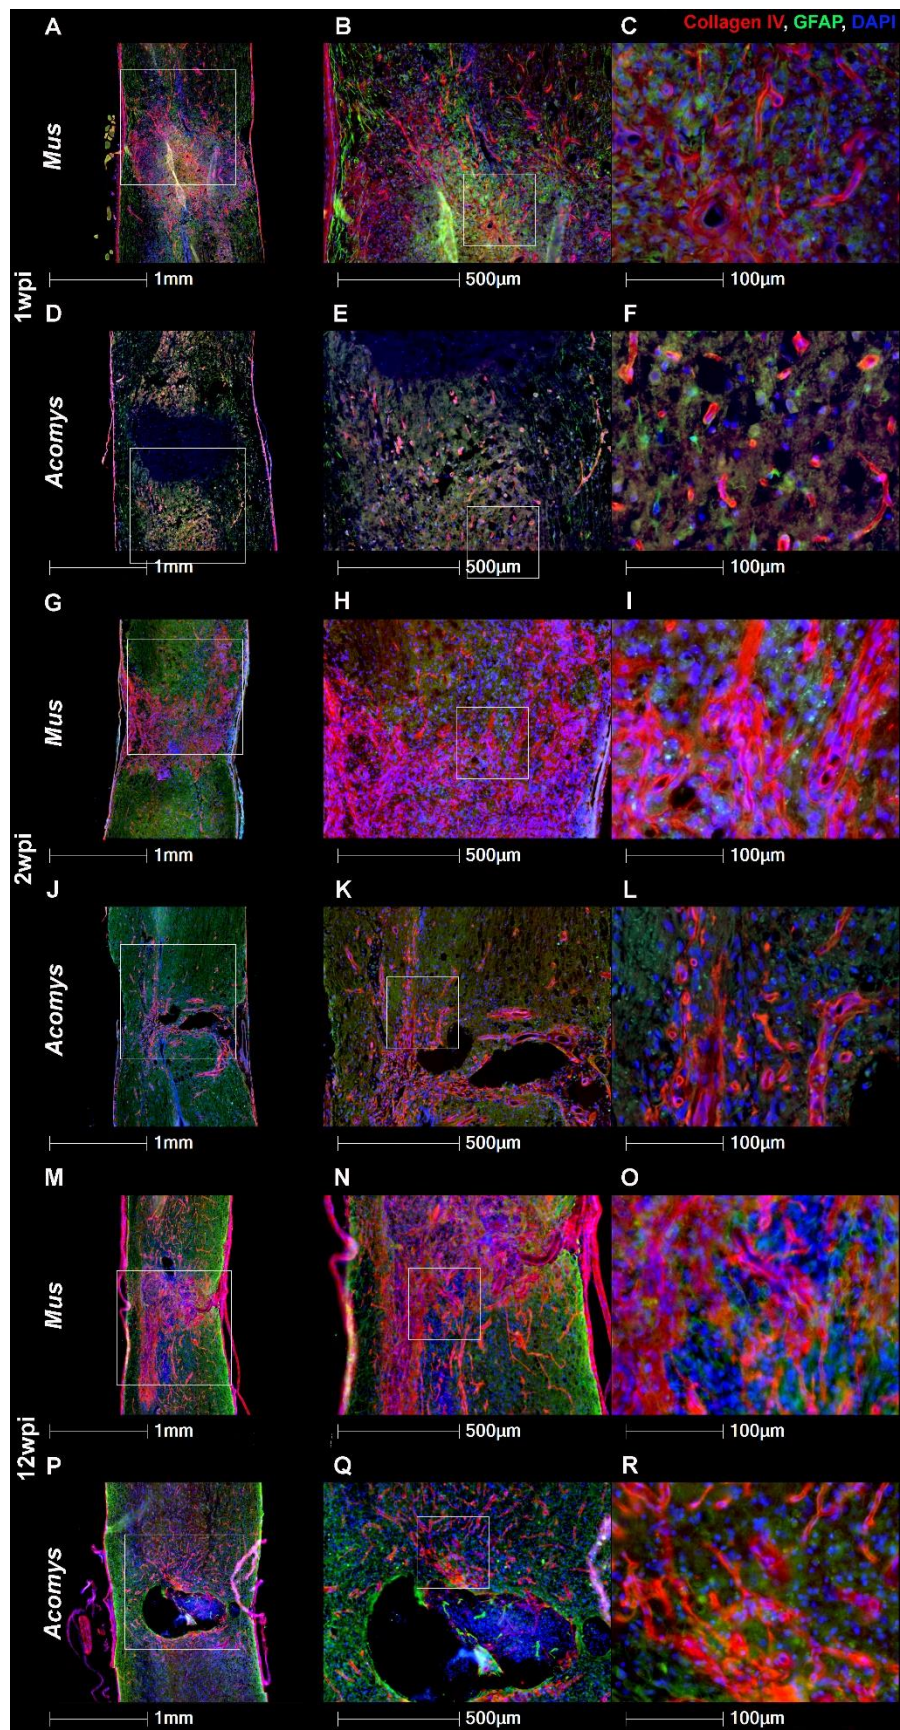 A B C Collagen IV, GFAP, DAPI
Mus
1mm 500µm 100µm
1wpi
D E F
Acomys
1mm 500µm 100µm
G H I
Mus
1mm 500µm 100µm
2wpi
J K L
Acomys
1mm 500µm 100µm
M N O
Mus
1mm 500µm 100µm
12wpi
P Q R
Acomys
1mm 500µm 100µm